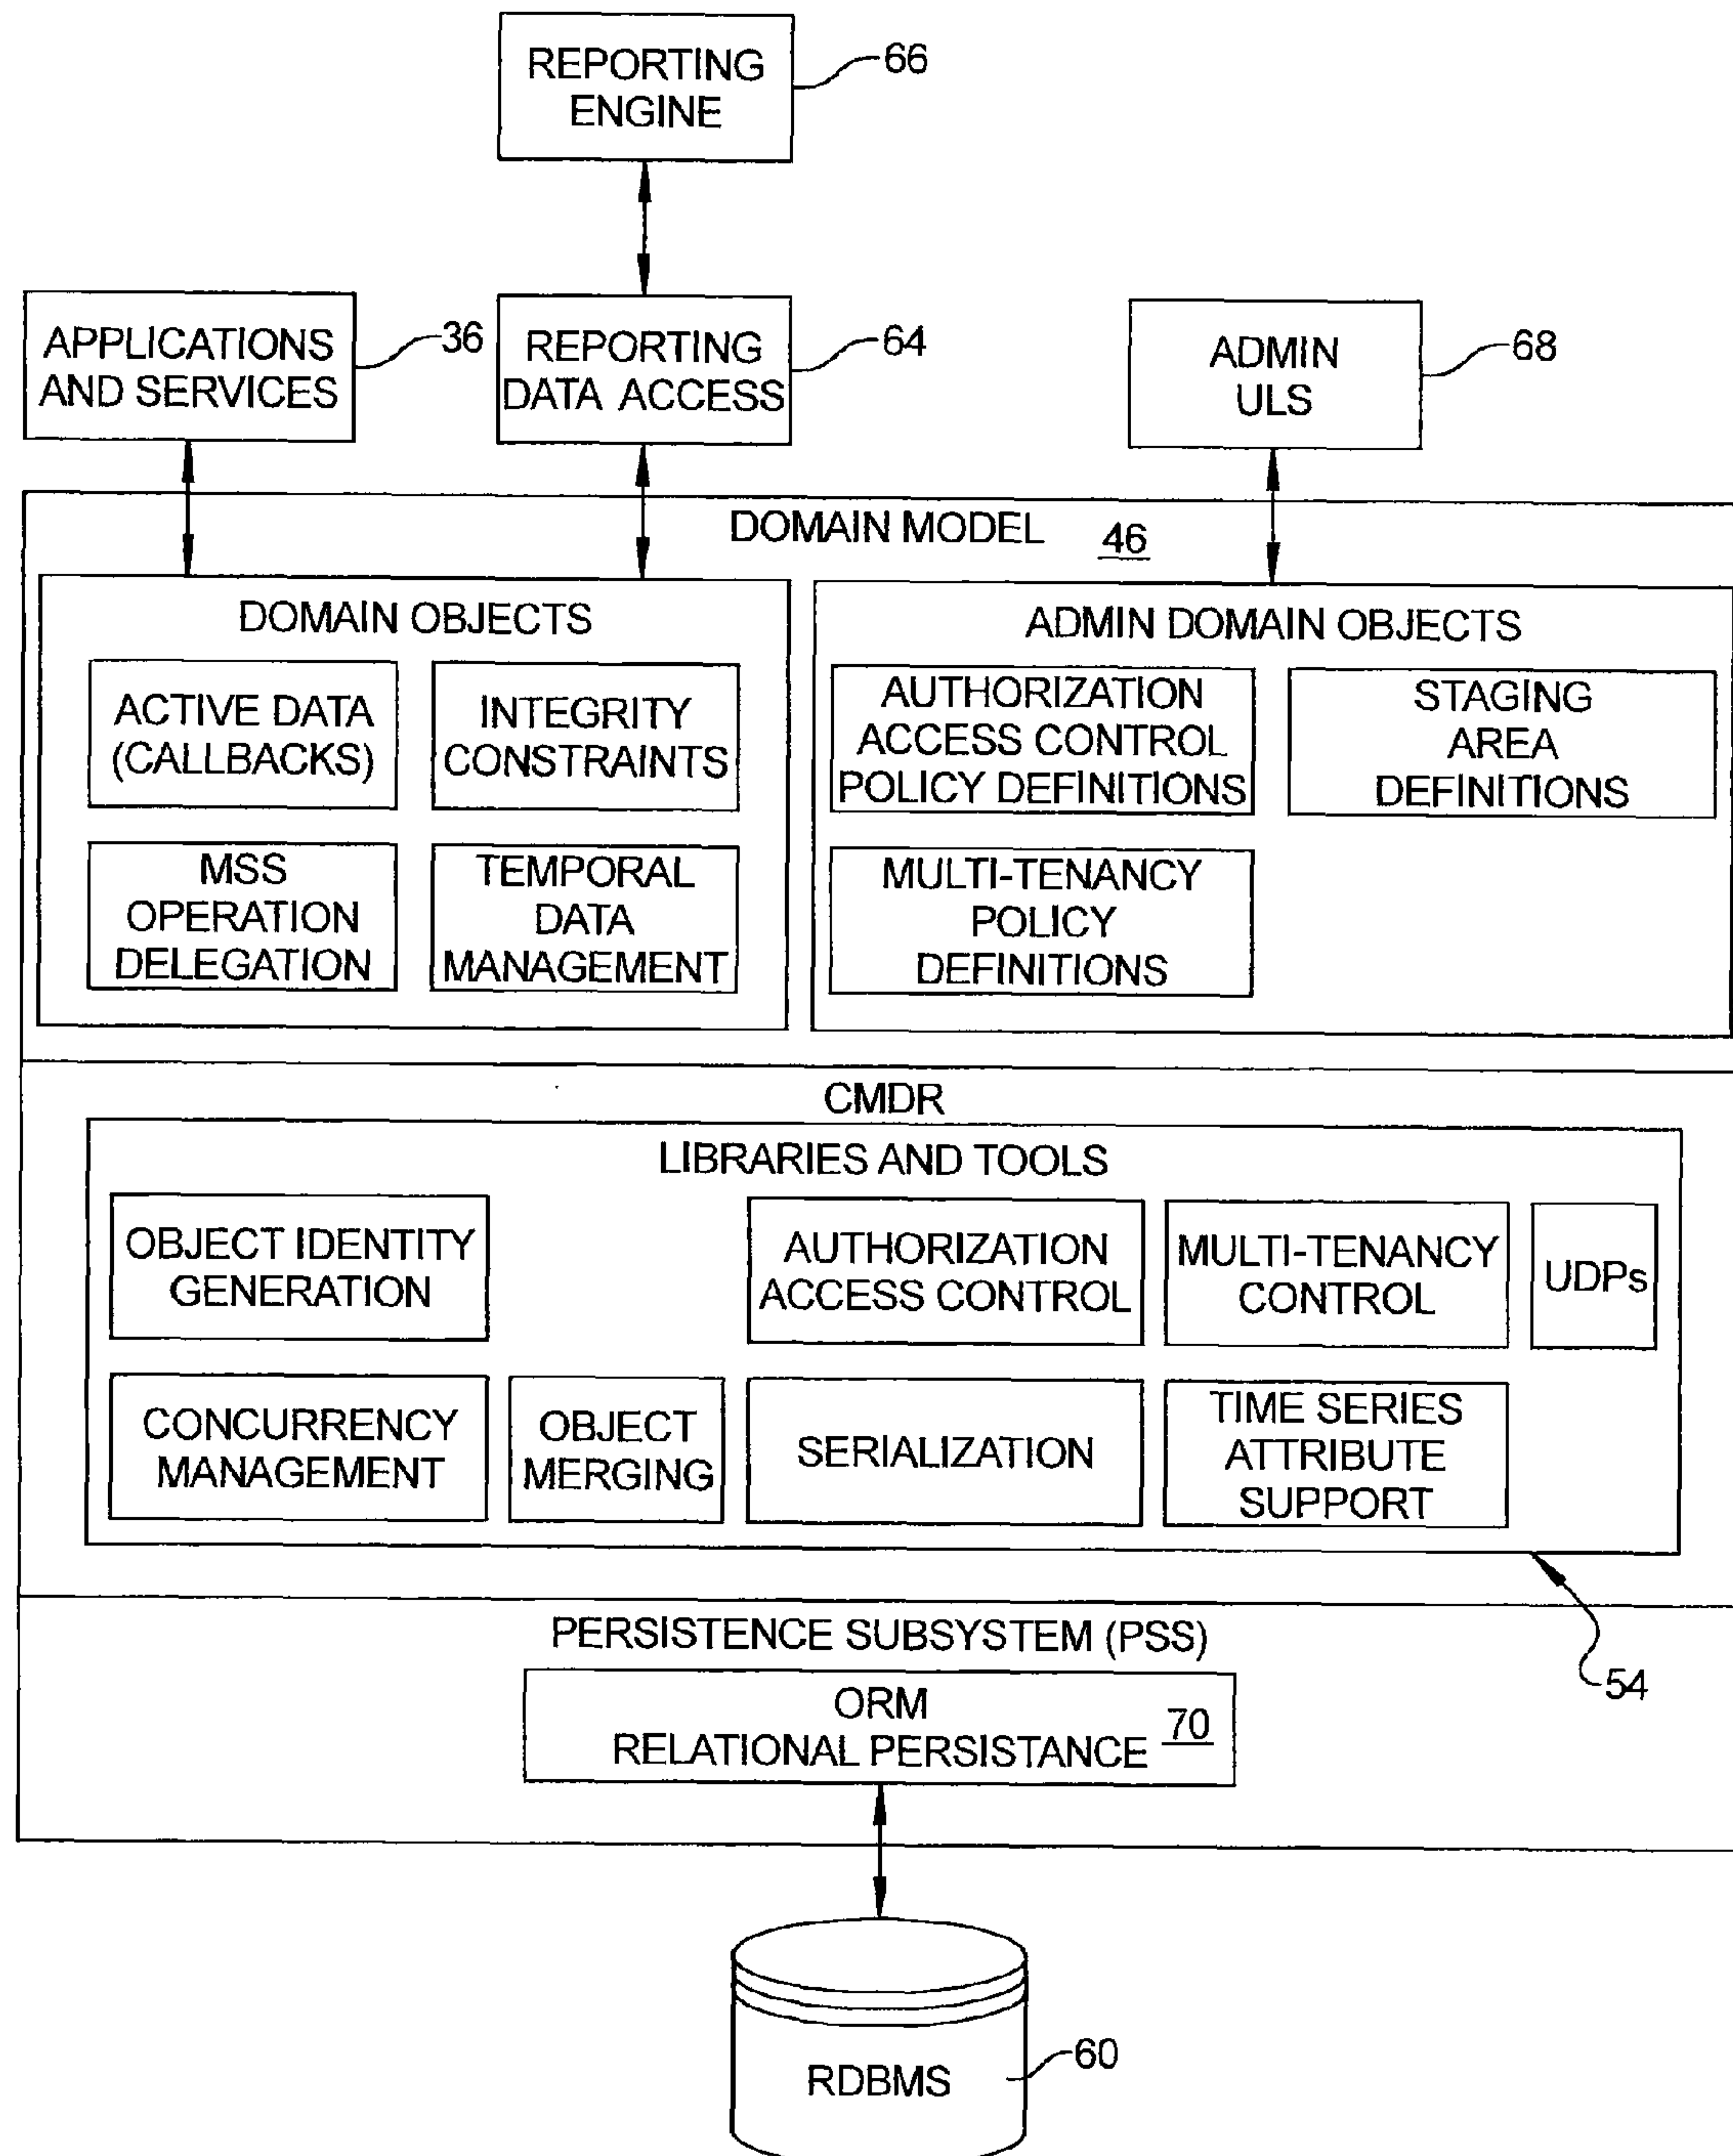 REPORTING
ENGINE
66
APPLICATIONS
AND SERVICES
36
REPORTING
DATA ACCESS
64
ADMIN
ULS
68
DOMAIN MODEL 46
DOMAIN OBJECTS
ACTIVE DATA
(CALLBACKS)
INTEGRITY
CONSTRAINTS
MSS
OPERATION
DELEGATION
TEMPORAL
DATA
MANAGEMENT
ADMIN DOMAIN OBJECTS
AUTHORIZATION
ACCESS CONTROL
POLICY DEFINITIONS
STAGING
AREA
DEFINITIONS
MULTI-TENANCY
POLICY
DEFINITIONS
CMDR
LIBRARIES AND TOOLS
OBJECT IDENTITY
GENERATION
AUTHORIZATION
ACCESS CONTROL
MULTI-TENANCY
CONTROL
UDPs
CONCURRENCY
MANAGEMENT
OBJECT
MERGING
SERIALIZATION
TIME SERIES
ATTRIBUTE
SUPPORT
54
PERSISTENCE SUBSYSTEM (PSS)
ORM
RELATIONAL PERSISTANCE 70
RDBMS
60